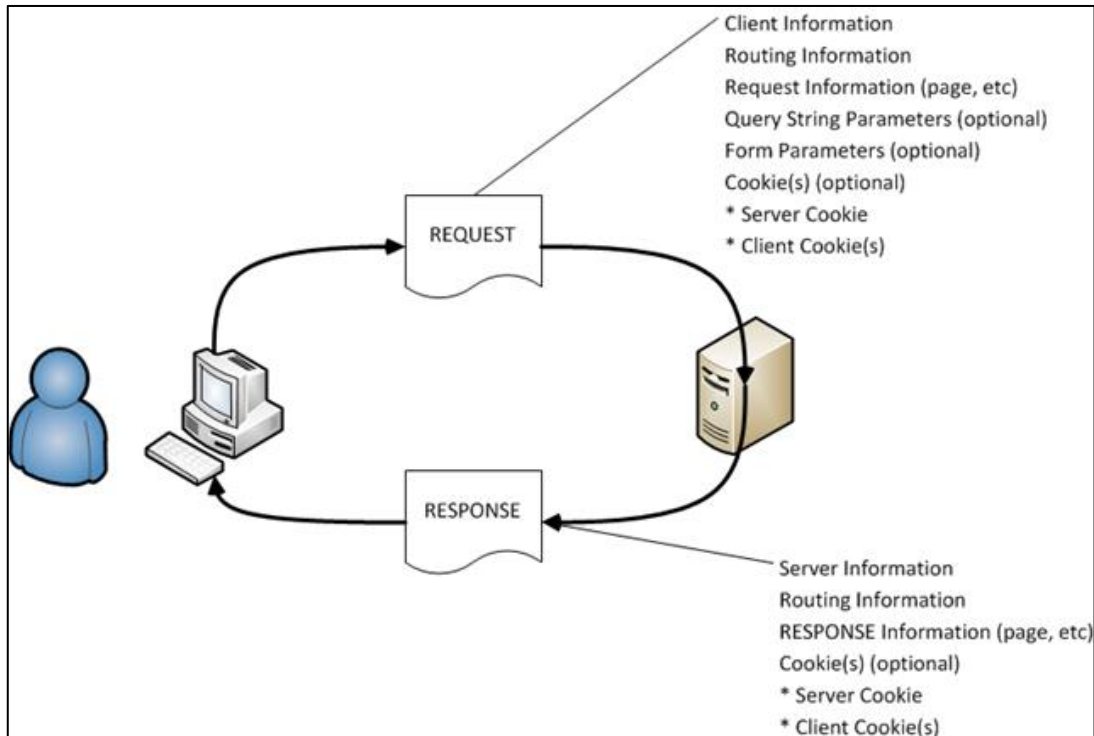 Client Information
Routing Information
Request Information (page, etc)
Query String Parameters (optional)
Form Parameters (optional)
Cookie(s) (optional)
* Server Cookie
* Client Cookie(s)
REQUEST
RESPONSE
Server Information
Routing Information
RESPONSE Information (page, etc)
Cookie(s) (optional)
* Server Cookie
* Client Cookie(s)